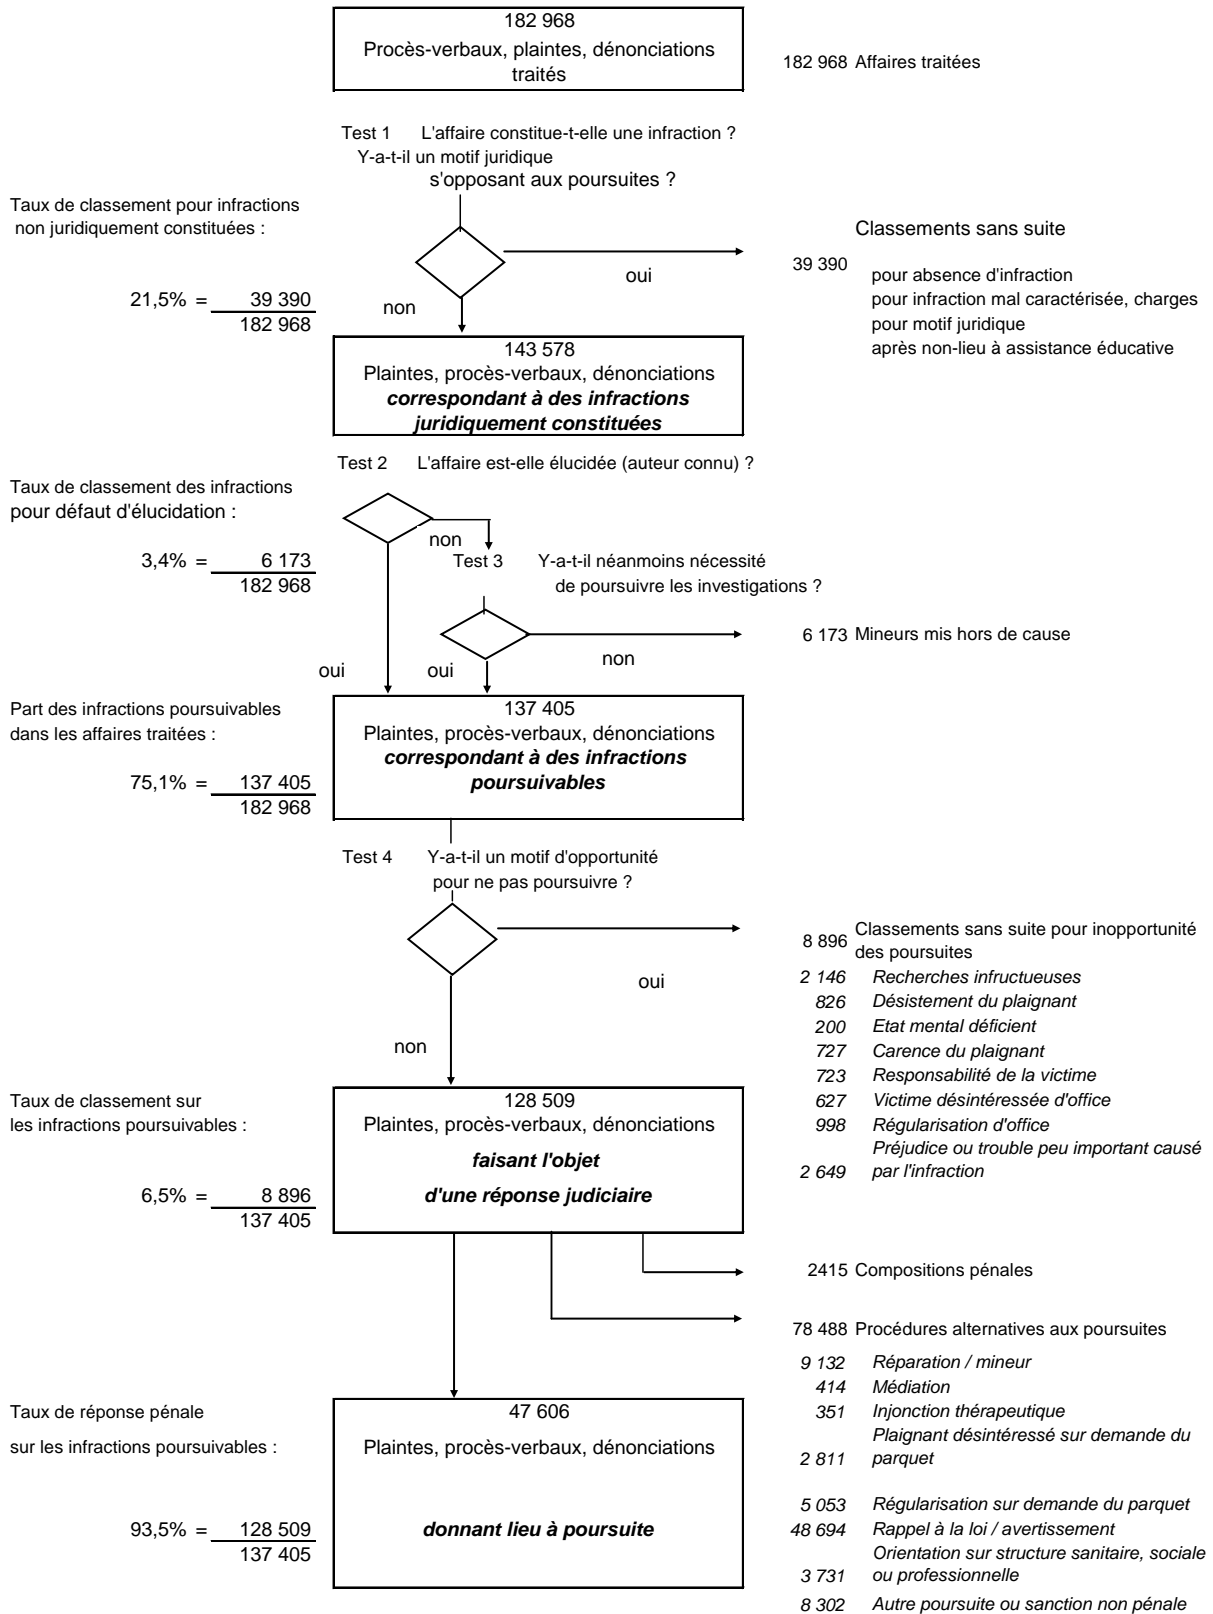 182 968
Procès-verbaux, plaintes, dénonciations
traités
182 968 Affaires traitées
Test 1 L'affaire constitue-t-elle une infraction ?
Y-a-t-il un motif juridique
s'opposant aux poursuites ?
Taux de classement pour infractions
non juridiquement constituées :
21,5% = 39 390
182 968
oui
non
Classements sans suite
39 390
pour absence d'infraction
pour infraction mal caractérisée, charges
pour motif juridique
après non-lieu à assistance éducative
143 578
Plaintes, procès-verbaux, dénonciations
correspondant à des infractions
juridiquement constituées
Test 2 L'affaire est-elle élucidée (auteur connu) ?
Taux de classement des infractions
pour défaut d'élucidation :
3,4% = 6 173
182 968
non
Test 3 Y-a-t-il néanmoins nécessité
de poursuivre les investigations ?
6 173 Mineurs mis hors de cause
non
oui
oui
Part des infractions poursuivables
dans les affaires traitées :
75,1% = 137 405
182 968
137 405
Plaintes, procès-verbaux, dénonciations
correspondant à des infractions
poursuivables
Test 4 Y-a-t-il un motif d'opportunité
pour ne pas poursuivre ?
oui
non
8 896 Classements sans suite pour inopportunité
des poursuites
2 146 Recherches infructueuses
826 Désistement du plaignant
200 Etat mental déficient
727 Carence du plaignant
723 Responsabilité de la victime
627 Victime désintéressée d'office
998 Régularisation d'office
Préjudice ou trouble peu important causé
2 649 par l'infraction
Taux de classement sur
les infractions poursuivables :
6,5% = 8 896
137 405
128 509
Plaintes, procès-verbaux, dénonciations
faisant l'objet
d'une réponse judiciaire
2415 Compositions pénales
78 488 Procédures alternatives aux poursuites
9 132 Réparation / mineur
414 Médiation
351 Injonction thérapeutique
Plaignant désintéressé sur demande du
2 811 parquet
5 053 Régularisation sur demande du parquet
48 694 Rappel à la loi / avertissement
Orientation sur structure sanitaire, sociale
3 731 ou professionnelle
8 302 Autre poursuite ou sanction non pénale
Taux de réponse pénale
sur les infractions poursuivables :
93,5% = 128 509
137 405
47 606
Plaintes, procès-verbaux, dénonciations
donnant lieu à poursuite